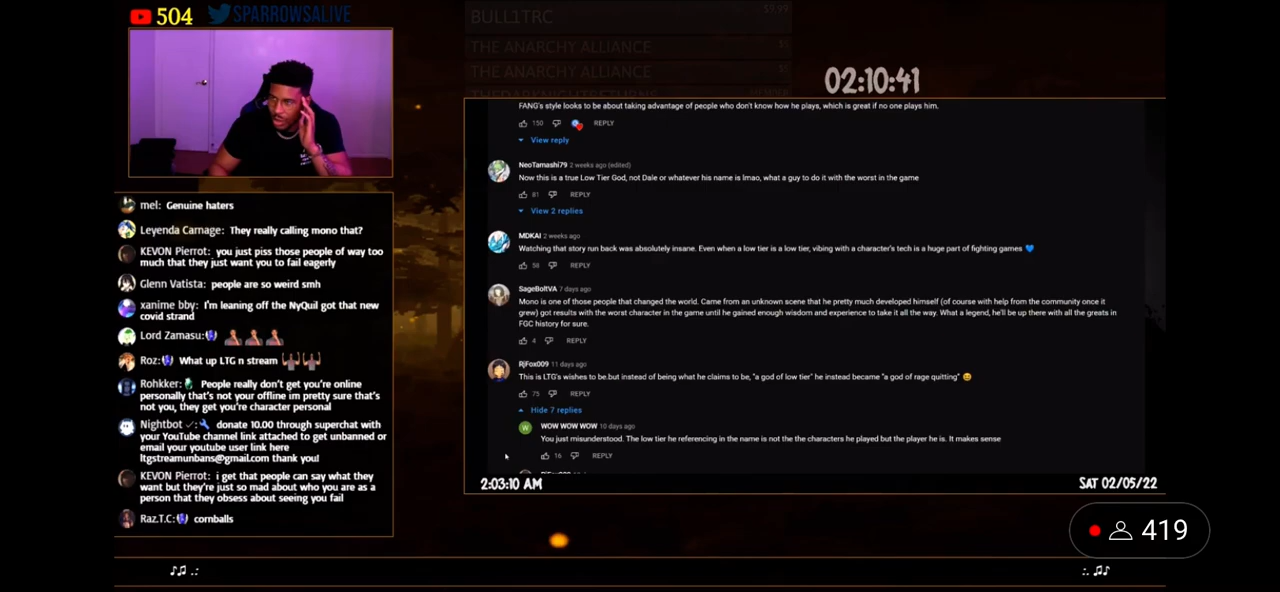 504 SPARROWSALIVE
BULL1TRC $9.99
THE ANARCHY ALLIANCE $5
THE ANARCHY ALLIANCE $5
02:10:41
FANG's style looks to be about taking advantage of people who don't know how he plays, which is great if no one plays him.
150 REPLY
View reply
NeoTamashi79 2 weeks ago (edited)
Now this is a true Low Tier God, not Dale or whatever his name is lmao, what a guy to do it with the worst in the game
81 REPLY
View 2 replies
MDKAI 2 weeks ago
Watching that story run back was absolutely insane. Even when a low tier is a low tier, vibing with a character's tech is a huge part of fighting games
58 REPLY
SageBoltVA 7 days ago
Mono is one of those people that changed the world. Came from an unknown scene that he pretty much developed himself (of course with help from the community once it
grew) got results with the worst character in the game until he gained enough wisdom and experience to take it all the way. What a legend, he'll be up there with all the greats in
FGC history for sure.
4 REPLY
RjFox009 11 days ago
This is LTG's wishes to be.but instead of being what he claims to be, "a god of low tier" he instead became "a god of rage quitting"
75 REPLY
Hide 7 replies
W WOW WOW WOW 10 days ago
You just misunderstood. The low tier he referencing in the name is not the the characters he played but the player he is. It makes sense
16 REPLY
2:03:10 AM SAT 02/05/22
mel: Genuine haters
Leyenda Carnage: They really calling mono that?
KEVON Pierrot: you just piss those people of way too
much that they just want you to fail eagerly
Glenn Vatista: people are so weird smh
xanime bby: I'm leaning off the NyQuil got that new
covid strand
Lord Zamasu:
Roz: What up LTG n stream
Rohkker: People really don't get you're online
personally that's not your offline im pretty sure that's
not you, they get you're character personal
Nightbot ✓: donate 10.00 through superchat with
your YouTube channel link attached to get unbanned or
email your youtube user link here
ltgstreamunbans@gmail.com thank you!
KEVON Pierrot: i get that people can say what they
want but they're just so mad about who you are as a
person that they obsess about seeing you fail
Raz.T.C: cornballs
419